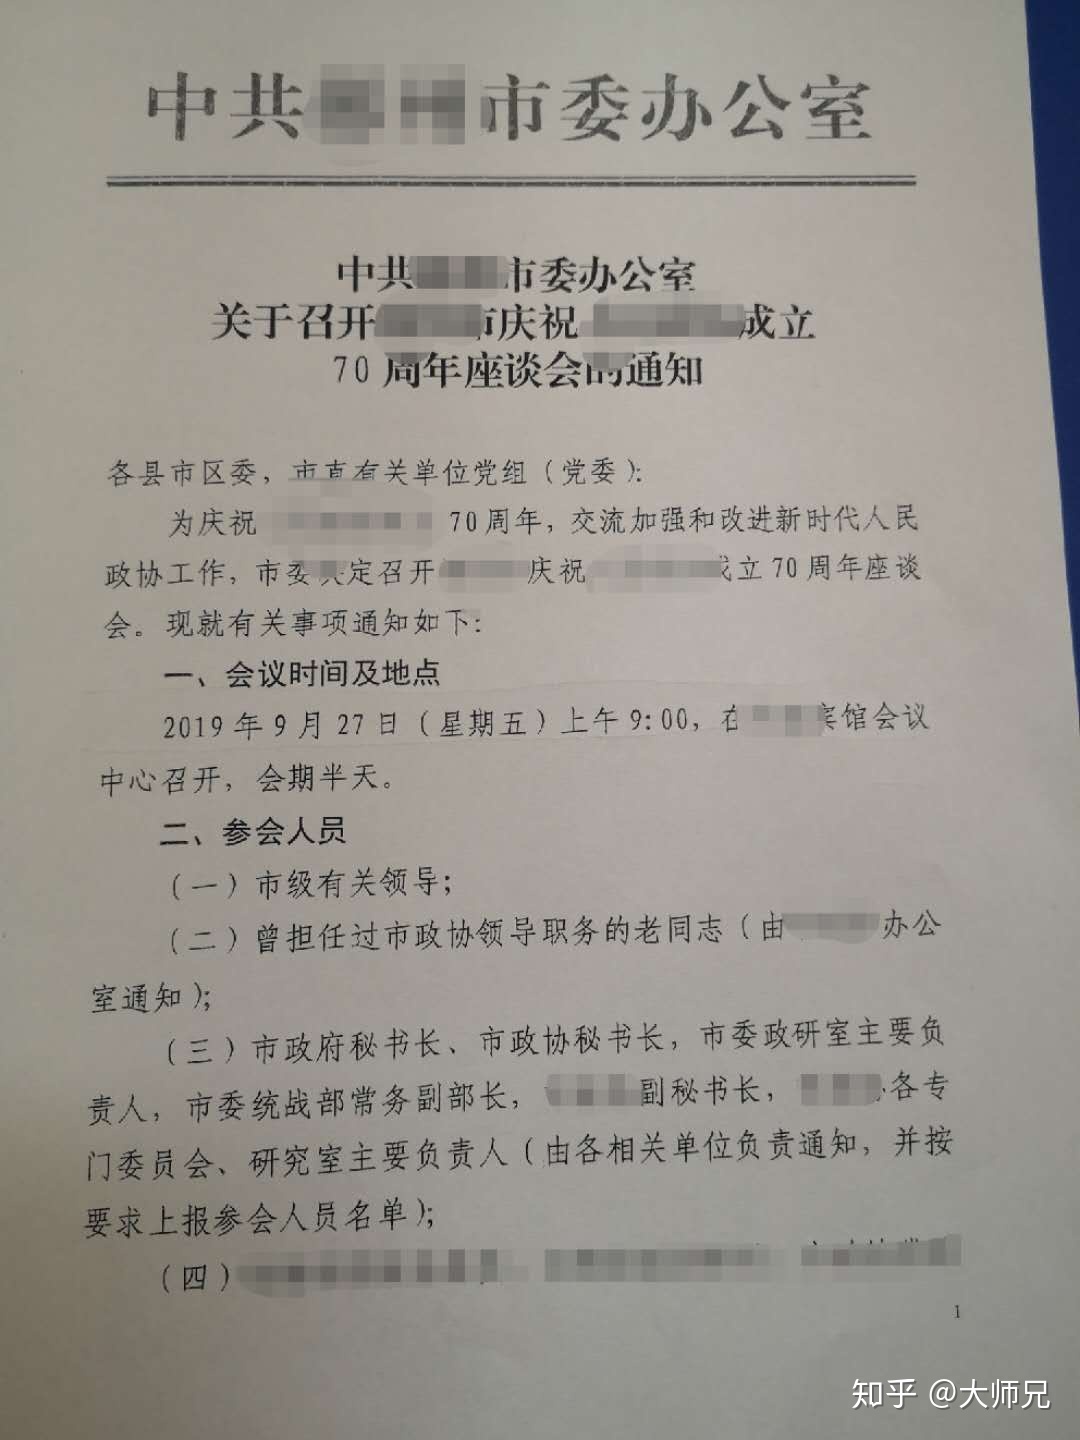 中共 市委办公室
中共 市委办公室
关于召开 市庆祝 成立
70周年座谈会的通知
各县市区委，市直有关单位党组（党委）：
为庆祝 70周年，交流加强和改进新时代人民
政协工作，市委决定召开 庆祝 成立70周年座谈
会。现就有关事项通知如下：
一、会议时间及地点
2019年9月27日（星期五）上午9:00，在 宾馆会议
中心召开，会期半天。
二、参会人员
（一）市级有关领导；
（二）曾担任过市政协领导职务的老同志（由 办公
室通知）；
（三）市政府秘书长、市政协秘书长，市委政研室主要负
责人，市委统战部常务副部长， 副秘书长， 各专
门委员会、研究室主要负责人（由各相关单位负责通知，并按
要求上报参会人员名单）；
（四）
1
知乎 @大师兄